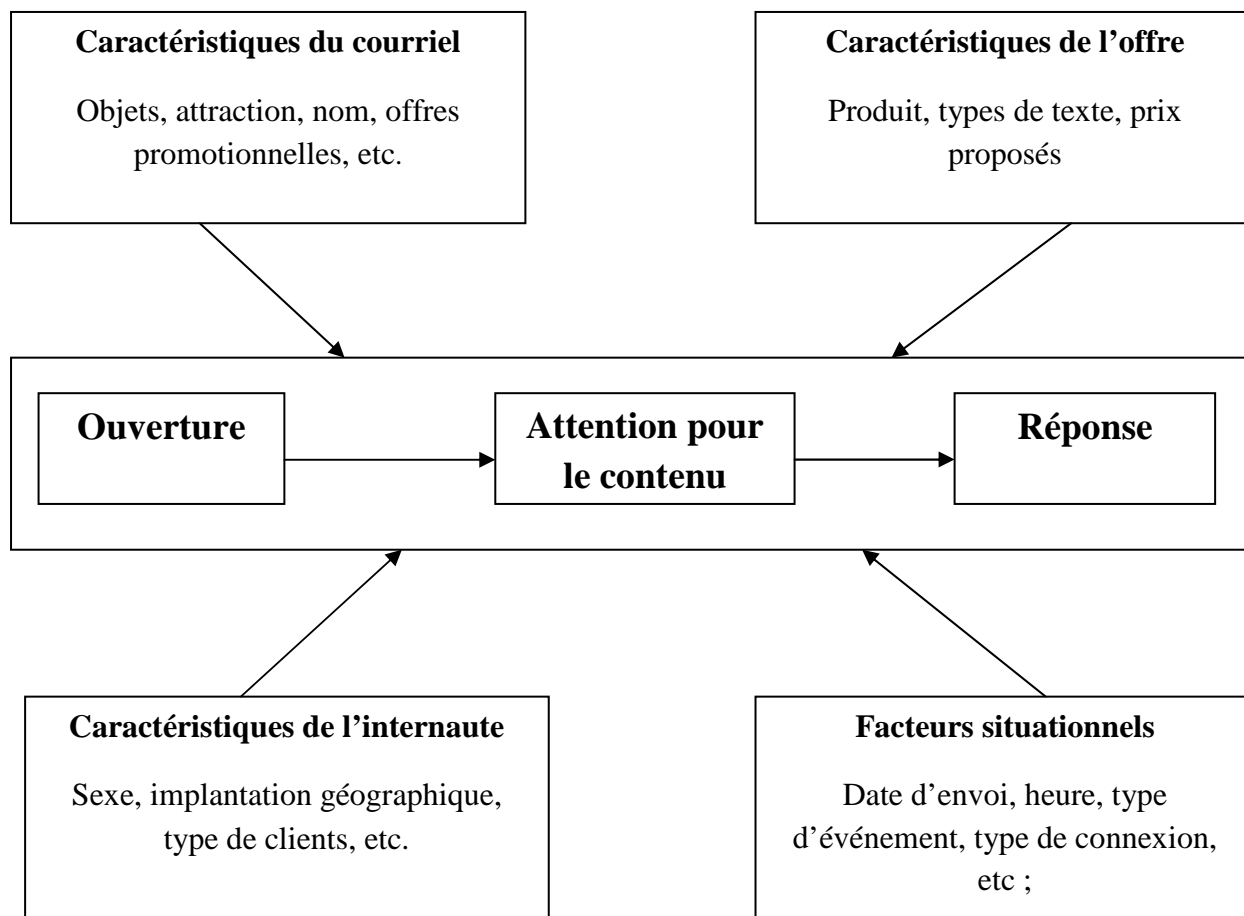 Caractéristiques du courriel
Objets, attraction, nom, offres
promotionnelles, etc.
Caractéristiques de l’offre
Produit, types de texte, prix
proposés
Ouverture
Attention pour
le contenu
Réponse
Caractéristiques de l’internaute
Sexe, implantation géographique,
type de clients, etc.
Facteurs situationnels
Date d’envoi, heure, type
d’événement, type de connexion,
etc ;